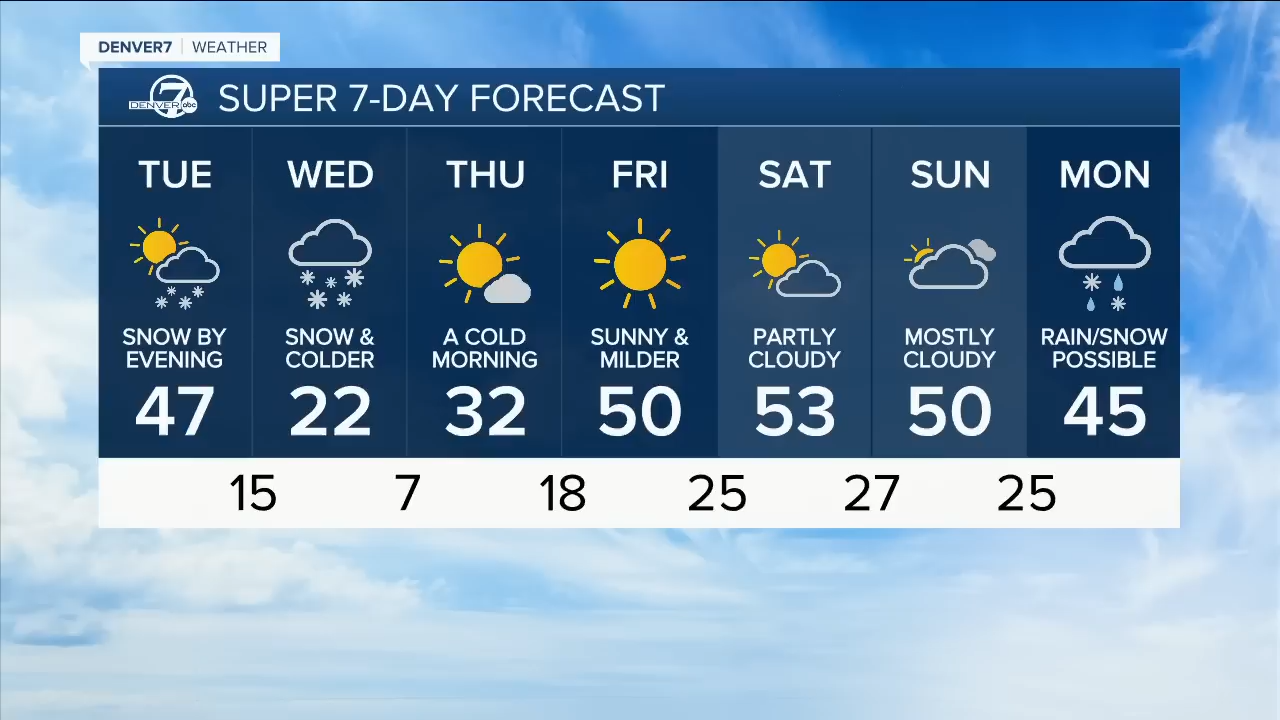 DENVER7 | WEATHER
7
DENVER abc
SUPER 7-DAY FORECAST
TUE WED THU FRI SAT SUN MON
SNOW BY EVENING
SNOW & COLDER
A COLD MORNING
SUNNY & MILDER
PARTLY CLOUDY
MOSTLY CLOUDY
RAIN/SNOW POSSIBLE
47 22 32 50 53 50 45
15 7 18 25 27 25